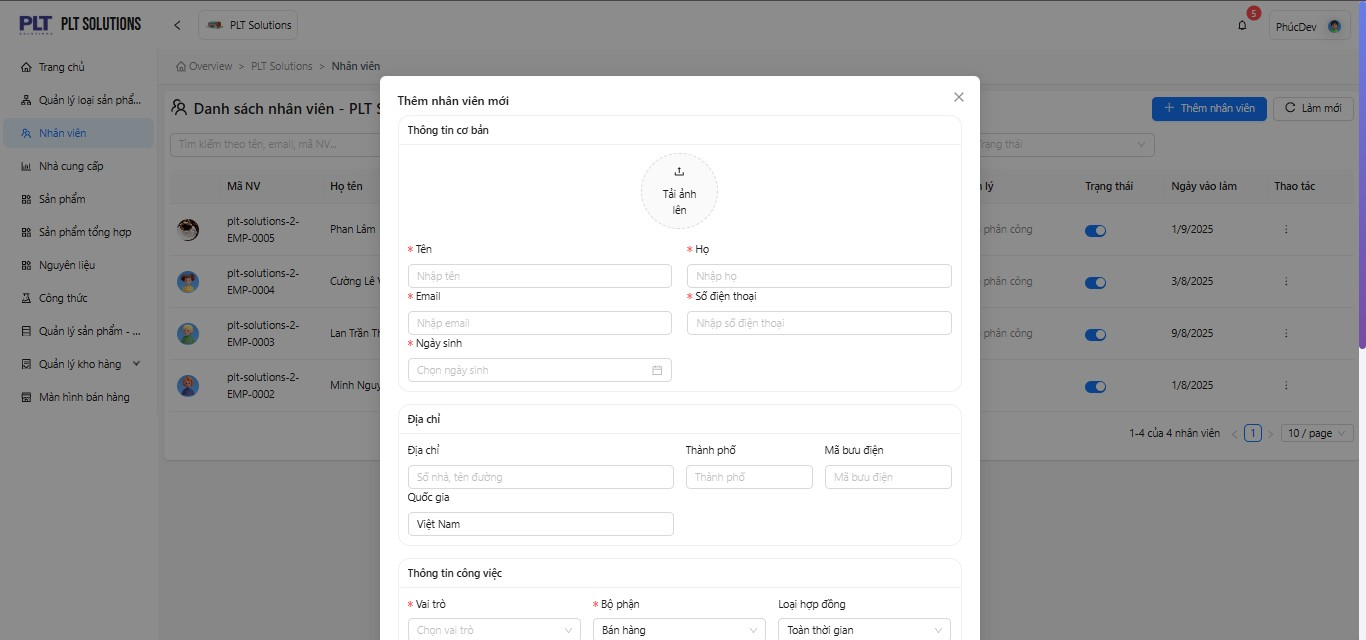 PLT
SOLUTIONS
PLT SOLUTIONS
PLT Solutions
5
PhúcDev
Trang chủ
Quản lý loại sản phẩ...
Nhân viên
Nhà cung cấp
Sản phẩm
Sản phẩm tổng hợp
Nguyên liệu
Công thức
Quản lý sản phẩm - ...
Quản lý kho hàng
Màn hình bán hàng
Overview > PLT Solutions > Nhân viên
Danh sách nhân viên - PLT S
Thêm nhân viên
Làm mới
Tìm kiếm theo tên, email, mã NV...
Trạng thái
Mã NV
Họ tên
lý
Trạng thái
Ngày vào làm
Thao tác
plt-solutions-2-
EMP-0005
Phan Lâm
phân công
1/9/2025
plt-solutions-2-
EMP-0004
Cường Lê V
phân công
3/8/2025
plt-solutions-2-
EMP-0003
Lan Trần Th
phân công
9/8/2025
plt-solutions-2-
EMP-0002
Minh Nguy
1/8/2025
1-4 của 4 nhân viên
1
10 / page
Thêm nhân viên mới
Thông tin cơ bản
Tải ảnh
lên
* Tên
* Họ
Nhập tên
Nhập họ
* Email
* Số điện thoại
Nhập email
Nhập số điện thoại
* Ngày sinh
Chọn ngày sinh
Địa chỉ
Địa chỉ
Thành phố
Mã bưu điện
Số nhà, tên đường
Thành phố
Mã bưu điện
Quốc gia
Việt Nam
Thông tin công việc
* Vai trò
* Bộ phận
Loại hợp đồng
Chọn vai trò
Bán hàng
Toàn thời gian